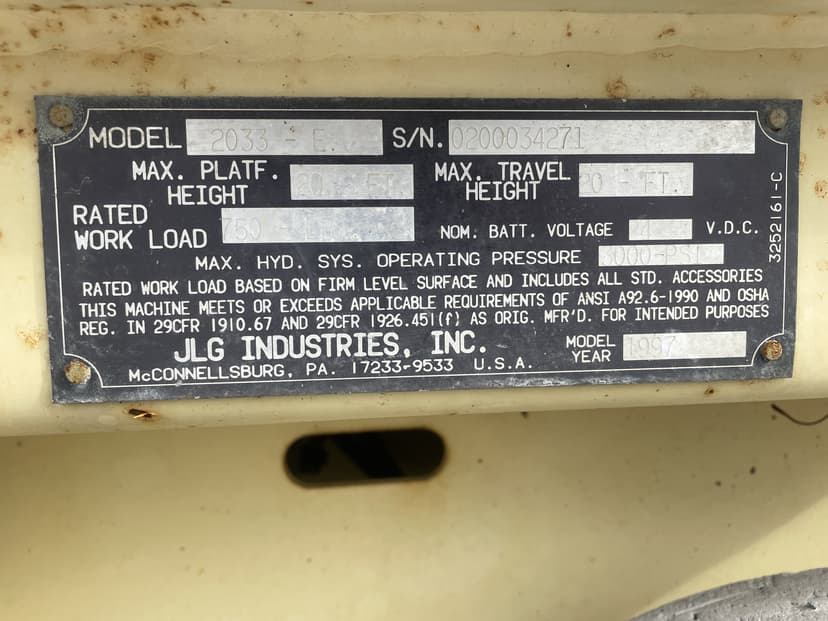 MODEL 2033 - E. S/N. 0200034271
MAX. PLATF. HEIGHT 20 - FT. MAX. TRAVEL HEIGHT 20 - FT.
RATED WORK LOAD 750 NOM. BATT. VOLTAGE V.D.C.
MAX. HYD. SYS. OPERATING PRESSURE 3000-PSI
RATED WORK LOAD BASED ON FIRM LEVEL SURFACE AND INCLUDES ALL STD. ACCESSORIES
THIS MACHINE MEETS OR EXCEEDS APPLICABLE REQUIREMENTS OF ANSI A92.6-1990 AND OSHA
REG. IN 29CFR 1910.67 AND 29CFR 1926.451(f) AS ORIG. MFR'D. FOR INTENDED PURPOSES
JLG INDUSTRIES, INC.
McCONNELLSBURG, PA. 17233-9533 U.S.A.
MODEL YEAR 1997
3252161-C